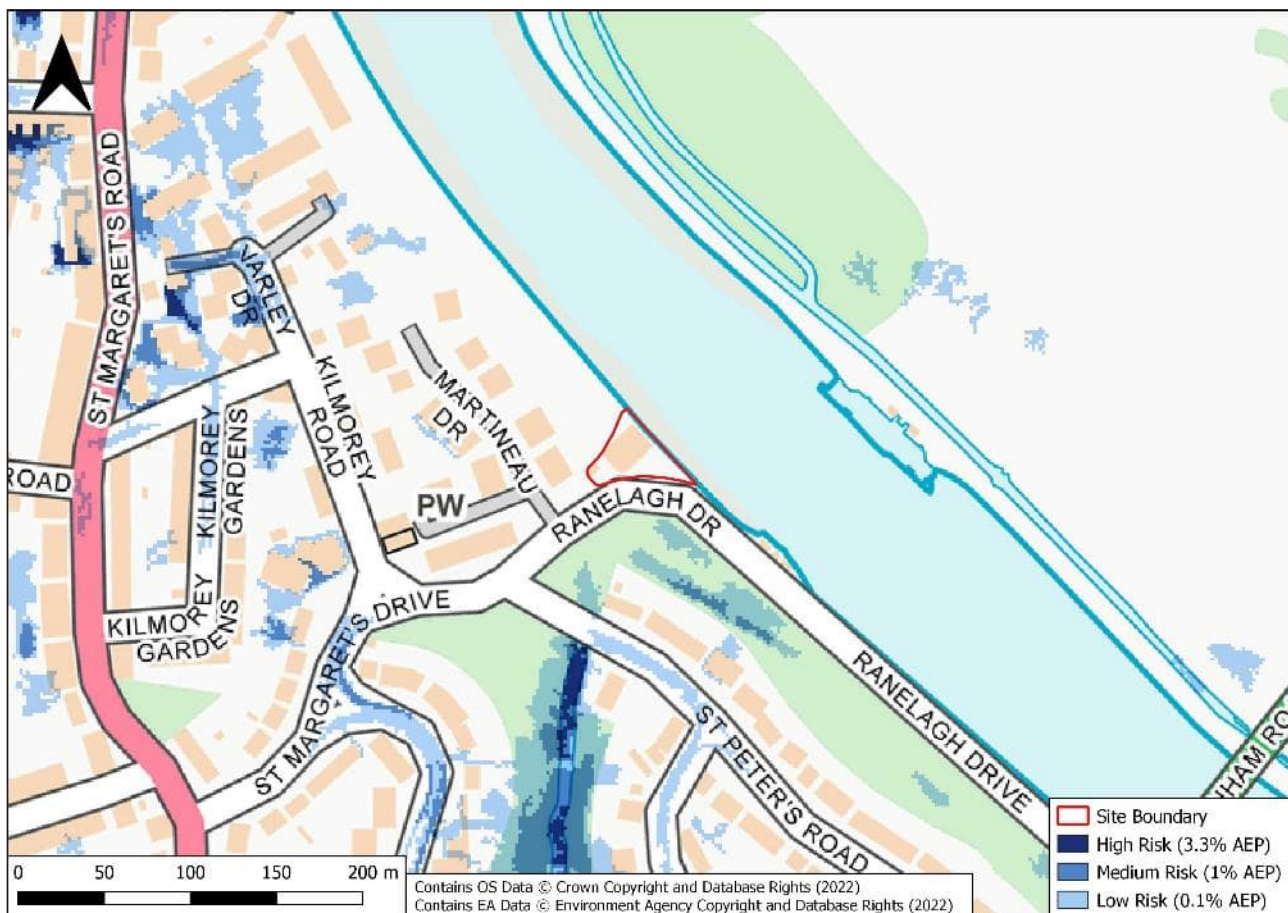 ST MARGARET'S ROAD
VARLEY
DR
KILMOREY
ROAD
MARTINEAU
DR
ROAD
KILMOREY
GARDENS
PW
RANELAGH DR
KILMOREY
GARDENS
ST MARGARET'S DRIVE
RANELAGH DRIVE
ST PETER'S ROAD
HAM RO
0 50 100 150 200 m
Contains OS Data © Crown Copyright and Database Rights (2022)
Contains EA Data © Environment Agency Copyright and Database Rights (2022)
Site Boundary
High Risk (3.3% AEP)
Medium Risk (1% AEP)
Low Risk (0.1% AEP)